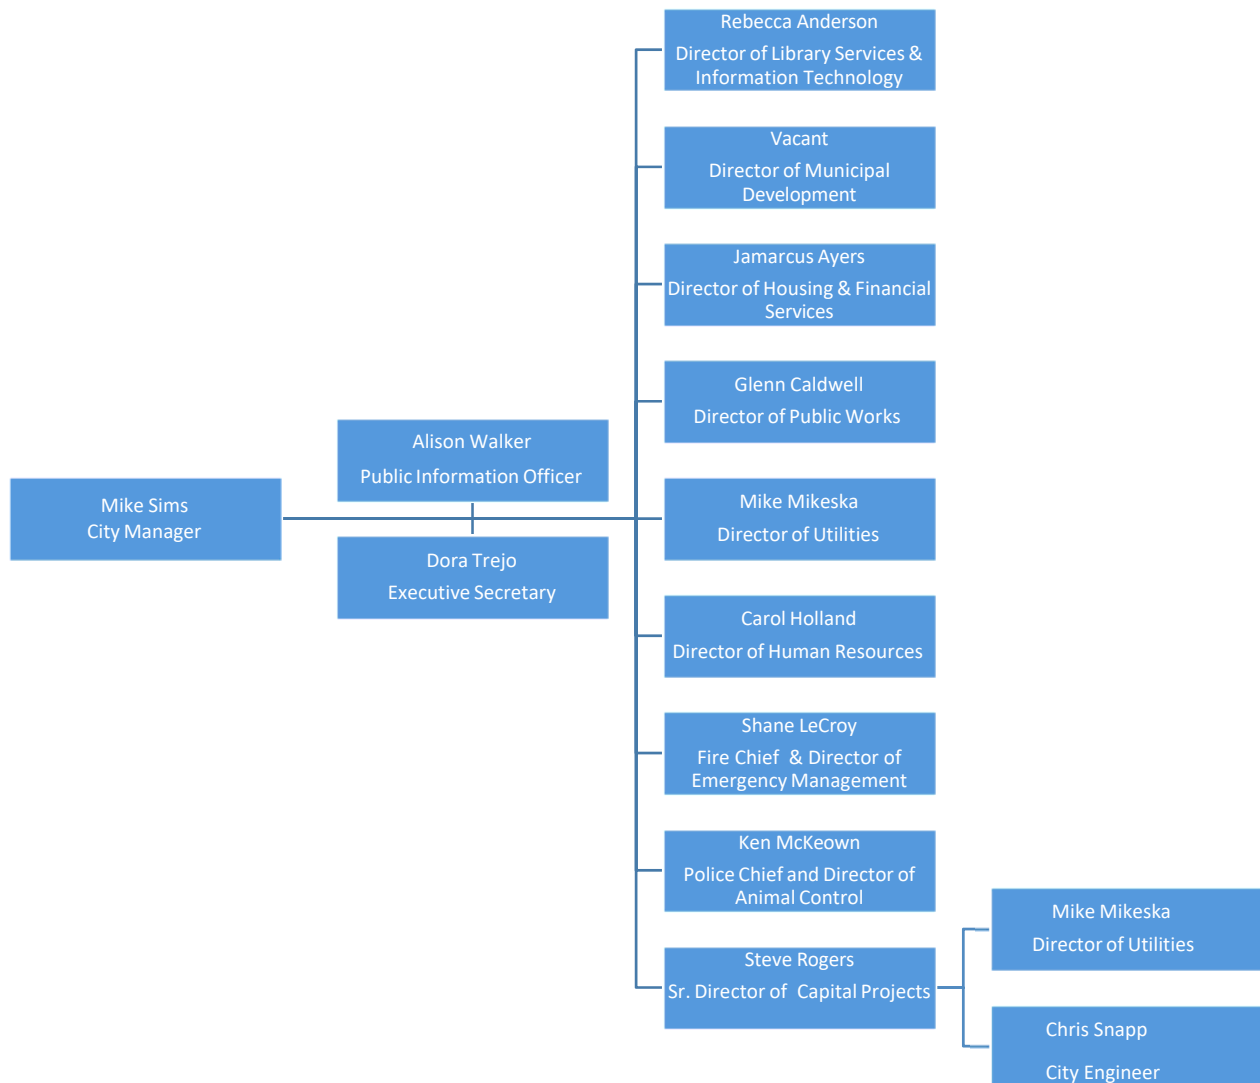 Rebecca Anderson
Director of Library Services &
Information Technology
Vacant
Director of Municipal
Development
Jamarcus Ayers
Director of Housing & Financial
Services
Glenn Caldwell
Director of Public Works
Alison Walker
Public Information Officer
Mike Sims
City Manager
Mike Mikeska
Director of Utilities
Dora Trejo
Executive Secretary
Carol Holland
Director of Human Resources
Shane LeCroy
Fire Chief & Director of
Emergency Management
Ken McKeown
Police Chief and Director of
Animal Control
Mike Mikeska
Director of Utilities
Steve Rogers
Sr. Director of Capital Projects
Chris Snapp
City Engineer